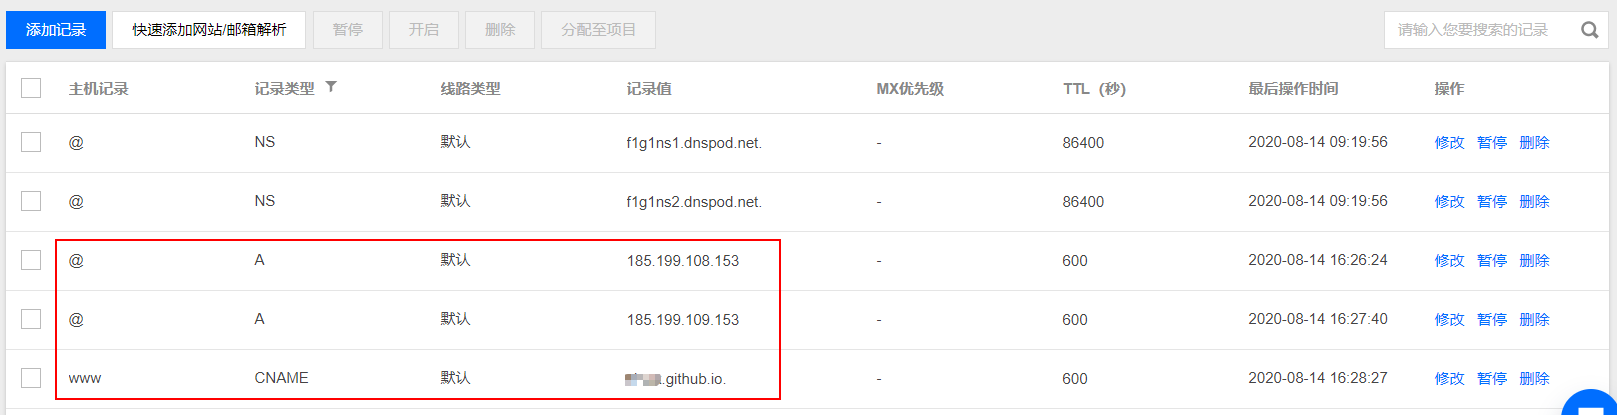 添加记录 快速添加网站/邮箱解析 暂停 开启 删除 分配至项目 请输入您要搜索的记录
主机记录 记录类型 线路类型 记录值 MX优先级 TTL（秒） 最后操作时间 操作
@ NS 默认 f1g1ns1.dnspod.net. - 86400 2020-08-14 09:19:56 修改 暂停 删除
@ NS 默认 f1g1ns2.dnspod.net. - 86400 2020-08-14 09:19:56 修改 暂停 删除
@ A 默认 185.199.108.153 - 600 2020-08-14 16:26:24 修改 暂停 删除
@ A 默认 185.199.109.153 - 600 2020-08-14 16:27:40 修改 暂停 删除
www CNAME 默认 .github.io. - 600 2020-08-14 16:28:27 修改 暂停 删除